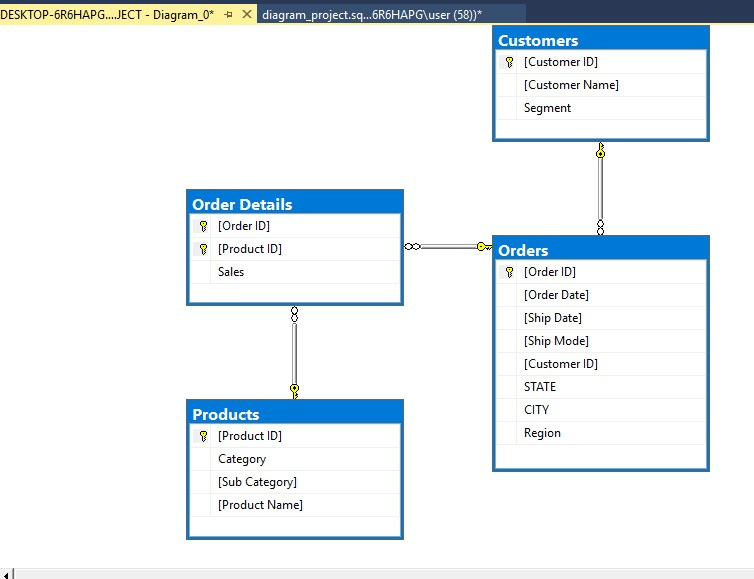 DESKTOP-6R6HAPG....JECT - Diagram_0* diagram_project.sq...6R6HAPG\user (58))*
Customers
[Customer ID]
[Customer Name]
Segment
Order Details
[Order ID]
[Product ID]
Sales
Orders
[Order ID]
[Order Date]
[Ship Date]
[Ship Mode]
[Customer ID]
STATE
CITY
Region
Products
[Product ID]
Category
[Sub Category]
[Product Name]